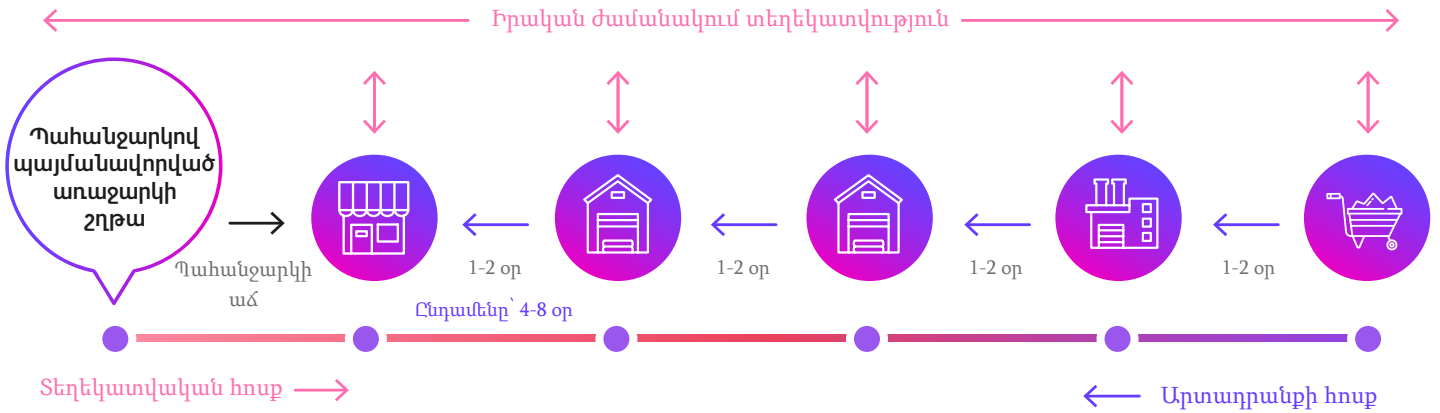 Իրական ժամանակում տեղեկատվություն
Պահանջարկով
պայմանավորված
առաջարկի
շղթա
Պահանջարկի
աճ
1-2 օր
1-2 օր
1-2 օր
1-2 օր
Ընդամենը՝ 4-8 օր
Տեղեկատվական հոսք
Արտադրանքի հոսք